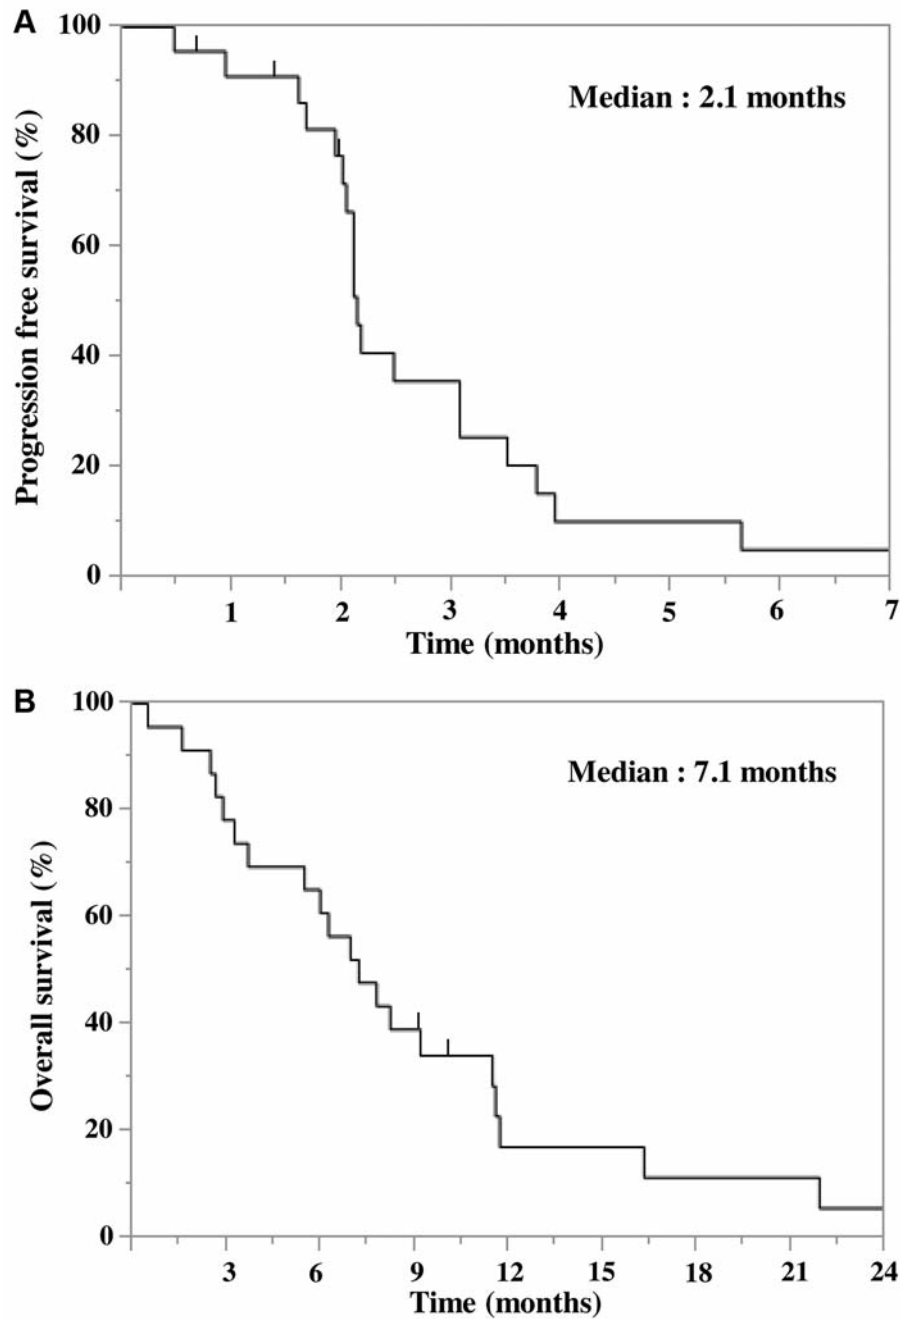 A
Progression free survival (%)
100
80
60
40
20
0
Median : 2.1 months
1 2 3 4 5 6 7
Time (months)
B
Overall survival (%)
100
80
60
40
20
0
Median : 7.1 months
3 6 9 12 15 18 21 24
Time (months)